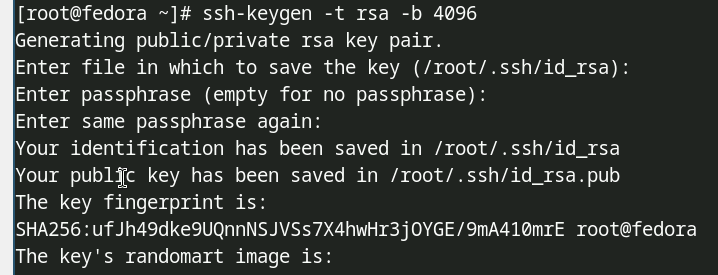 [root@fedora ~]# ssh-keygen -t rsa -b 4096
Generating public/private rsa key pair.
Enter file in which to save the key (/root/.ssh/id_rsa):
Enter passphrase (empty for no passphrase):
Enter same passphrase again:
Your identification has been saved in /root/.ssh/id_rsa
Your public key has been saved in /root/.ssh/id_rsa.pub
The key fingerprint is:
SHA256:ufJh49dke9UQnnNSJVSs7X4hwHr3jOYGE/9mA410mrE root@fedora
The key's randomart image is: